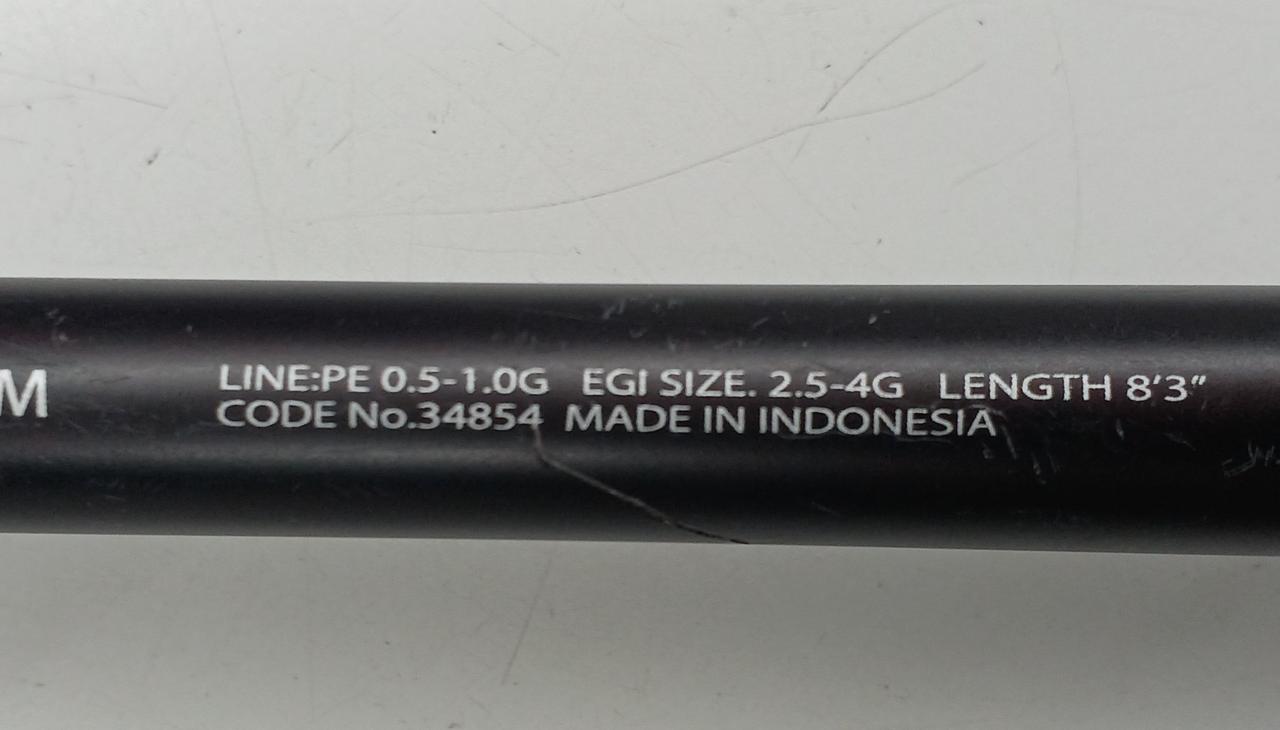 M LINE:PE 0.5-1.0G EGI SIZE. 2.5-4G LENGTH 8'3"
CODE No.34854 MADE IN INDONESIA